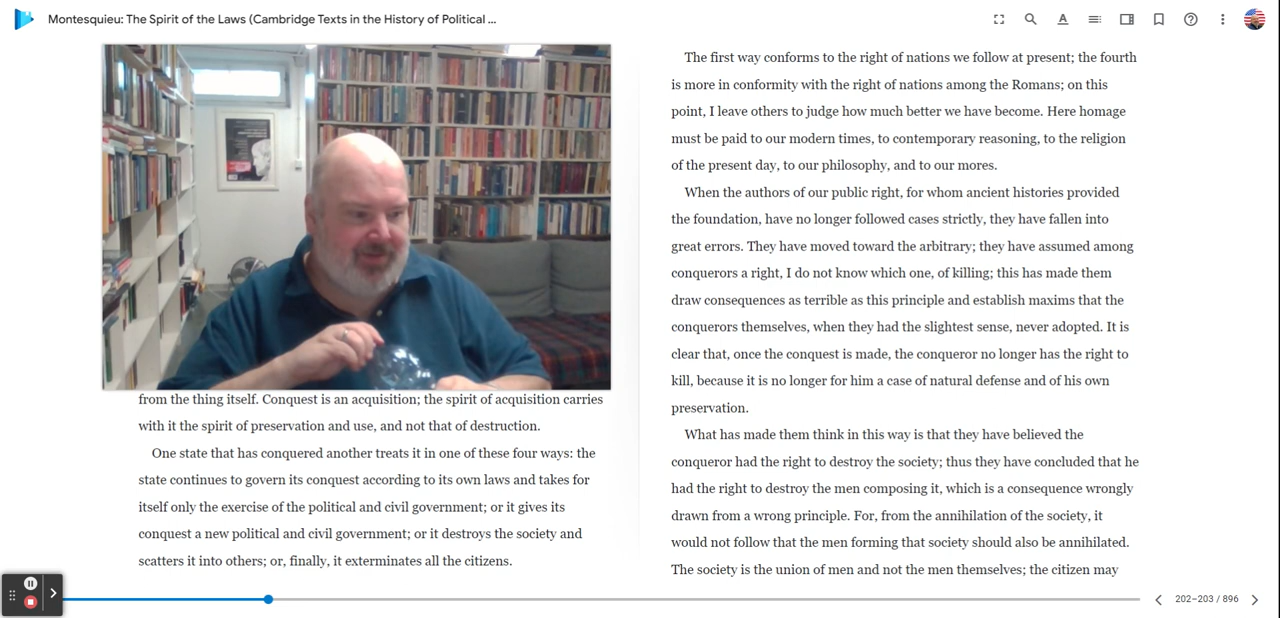 Montesquieu: The Spirit of the Laws (Cambridge Texts in the History of Political ...
from the thing itself. Conquest is an acquisition; the spirit of acquisition carries
with it the spirit of preservation and use, and not that of destruction.
One state that has conquered another treats it in one of these four ways: the
state continues to govern its conquest according to its own laws and takes for
itself only the exercise of the political and civil government; or it gives its
conquest a new political and civil government; or it destroys the society and
scatters it into others; or, finally, it exterminates all the citizens.
The first way conforms to the right of nations we follow at present; the fourth
is more in conformity with the right of nations among the Romans; on this
point, I leave others to judge how much better we have become. Here homage
must be paid to our modern times, to contemporary reasoning, to the religion
of the present day, to our philosophy, and to our mores.
When the authors of our public right, for whom ancient histories provided
the foundation, have no longer followed cases strictly, they have fallen into
great errors. They have moved toward the arbitrary; they have assumed among
conquerors a right, I do not know which one, of killing; this has made them
draw consequences as terrible as this principle and establish maxims that the
conquerors themselves, when they had the slightest sense, never adopted. It is
clear that, once the conquest is made, the conqueror no longer has the right to
kill, because it is no longer for him a case of natural defense and of his own
preservation.
What has made them think in this way is that they have believed the
conqueror had the right to destroy the society; thus they have concluded that he
had the right to destroy the men composing it, which is a consequence wrongly
drawn from a wrong principle. For, from the annihilation of the society, it
would not follow that the men forming that society should also be annihilated.
The society is the union of men and not the men themselves; the citizen may
202–203 / 896